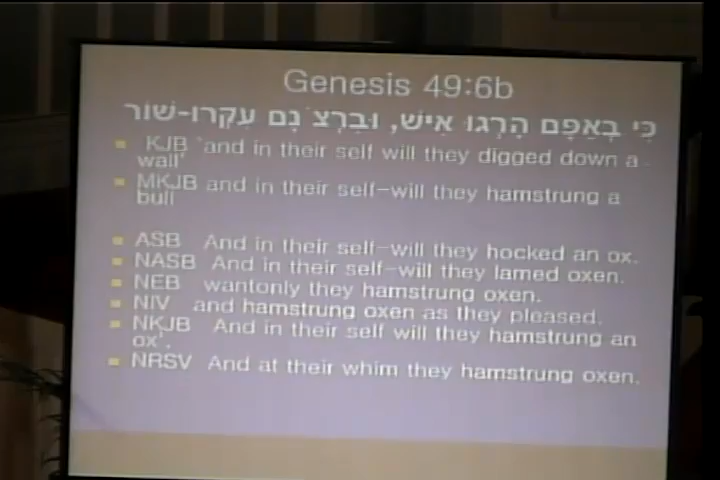 Genesis 49:6b
כִּי בְאַפָּם הָרְגוּ אִישׁ, וּבִרְצֹנָם עִקְּרוּ-שׁוֹר
KJB 'and in their self will they digged down a
wall'
MKJB and in their self-will they hamstrung a
bull
ASB And in their self-will they hocked an ox.
NASB And in their self-will they lamed oxen.
NEB wantonly they hamstrung oxen.
NIV and hamstrung oxen as they pleased.
NKJB And in their self will they hamstrung an
ox'.
NRSV And at their whim they hamstrung oxen.